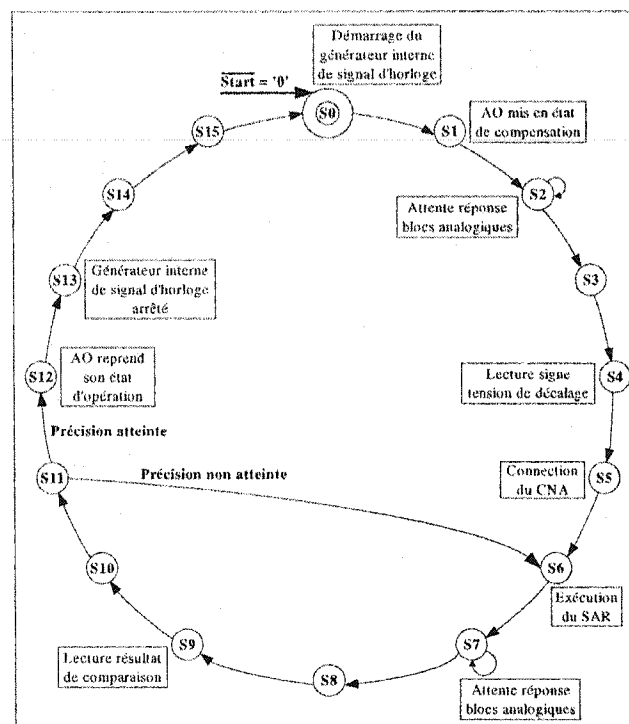 Démarrage du
générateur interne
de signal d'horloge
Start = '0'
S0
S15
S1
AO mis en état
de compensation
S14
S2
Attente réponse
blocs analogiques
S13
Générateur interne
de signal d'horloge
arrêté
S3
S12
AO reprend
son état
d'opération
S4
Lecture signe
tension de décalage
Précision atteinte
S11
Précision non atteinte
Connection
du CNA
S5
S10
S6
Exécution
du SAR
S9
Lecture résultat
de comparaison
S7
S8
Attente réponse
blocs analogiques